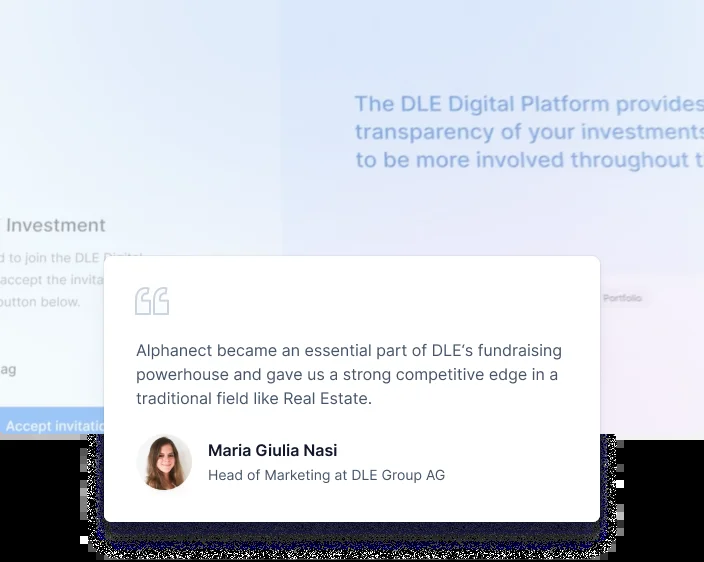 The DLE Digital Platform provides
transparency of your investments
to be more involved throughout t
Investment
d to join the DLE Digital
accept the invita
button below.
Portfolio
ag
Accept invitatio
Alphanect became an essential part of DLE‘s fundraising
powerhouse and gave us a strong competitive edge in a
traditional field like Real Estate.
Maria Giulia Nasi
Head of Marketing at DLE Group AG